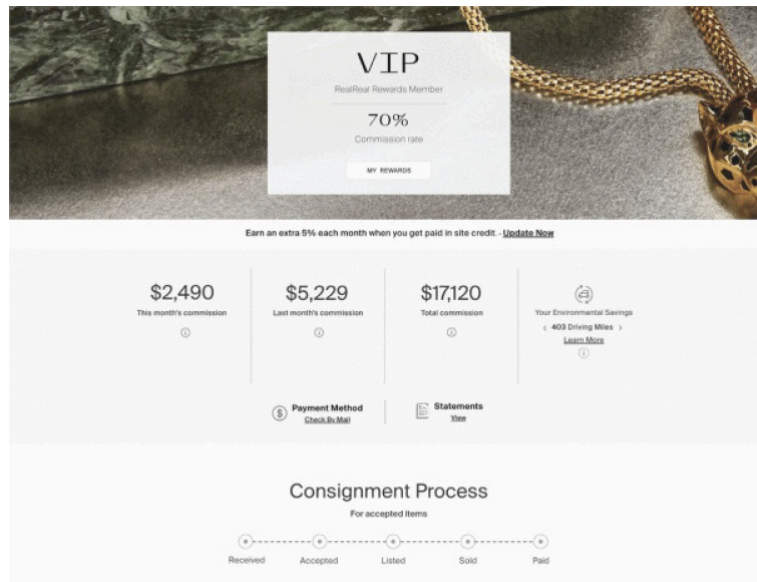 VIP
RealReal Rewards Member
70%
Commission rate
MY REWARDS
Earn an extra 5% each month when you get paid in site credit. - Update Now
$2,490
This month's commission
$5,229
Last month's commission
$17,120
Total commission
Your Environmental Savings
‹ 403 Driving Miles ›
Learn More
Payment Method
Check By Mail
Statements
View
Consignment Process
For accepted items
Received
Accepted
Listed
Sold
Paid